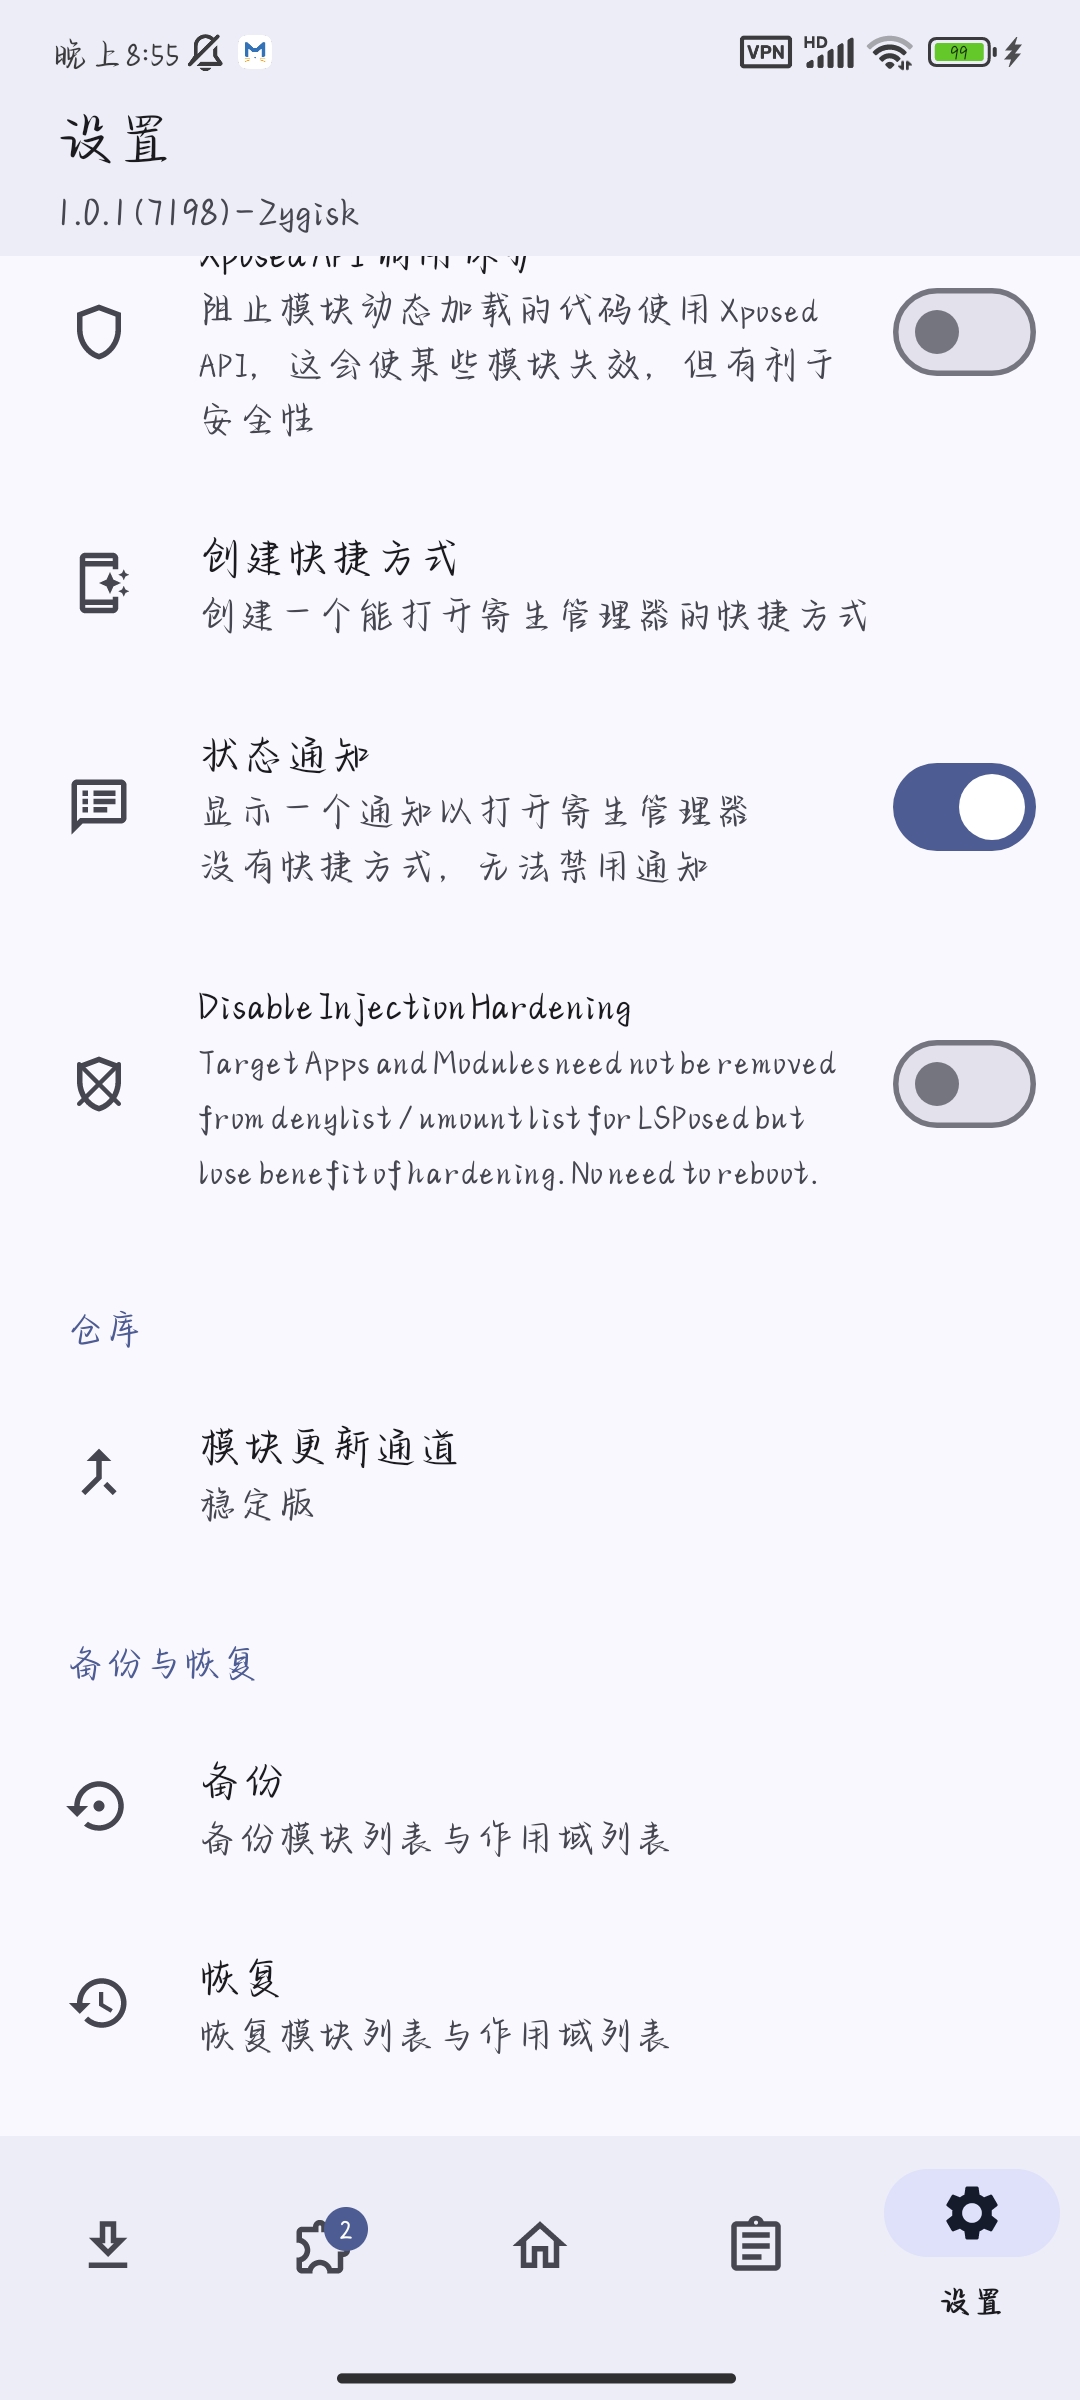 晚上8:55
VPN
HD
99
设置
1.0.1(7198)-Zygisk
Xposed API 调用保护
阻止模块动态加载的代码使用 Xposed
API，这会使某些模块失效，但有利于
安全性
创建快捷方式
创建一个能打开寄生管理器的快捷方式
状态通知
显示一个通知以打开寄生管理器
没有快捷方式，无法禁用通知
Disable Injection Hardening
Target Apps and Modules need not be removed
from denylist / umount list for LSPosed but
lose benefit of hardening. No need to reboot.
仓库
模块更新通道
稳定版
备份与恢复
备份
备份模块列表与作用域列表
恢复
恢复模块列表与作用域列表
2
设置